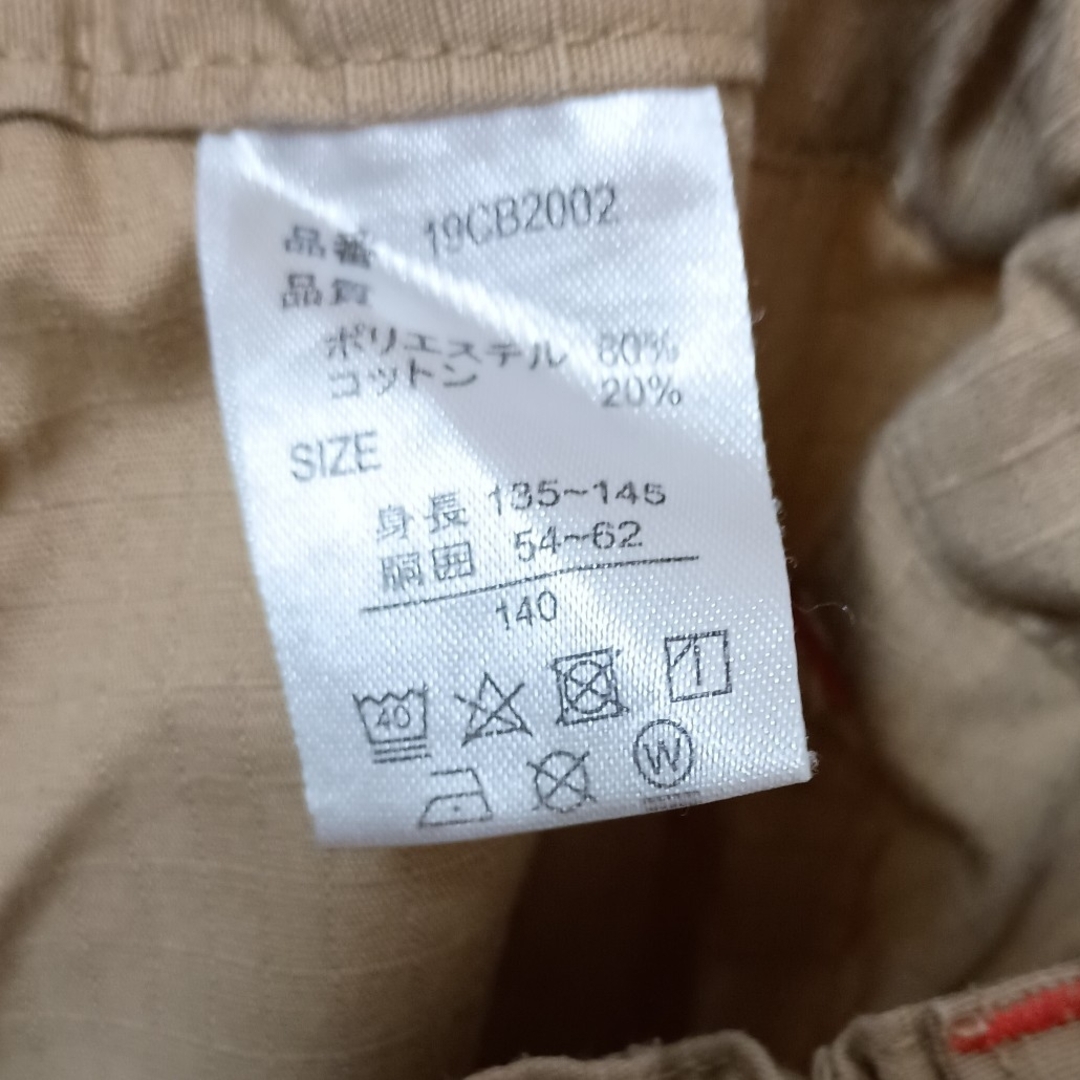 品番 19CB2002
品質
ポリエステル 80%
コットン 20%
SIZE
身長 135~145
胴囲 54~62
140
40
W